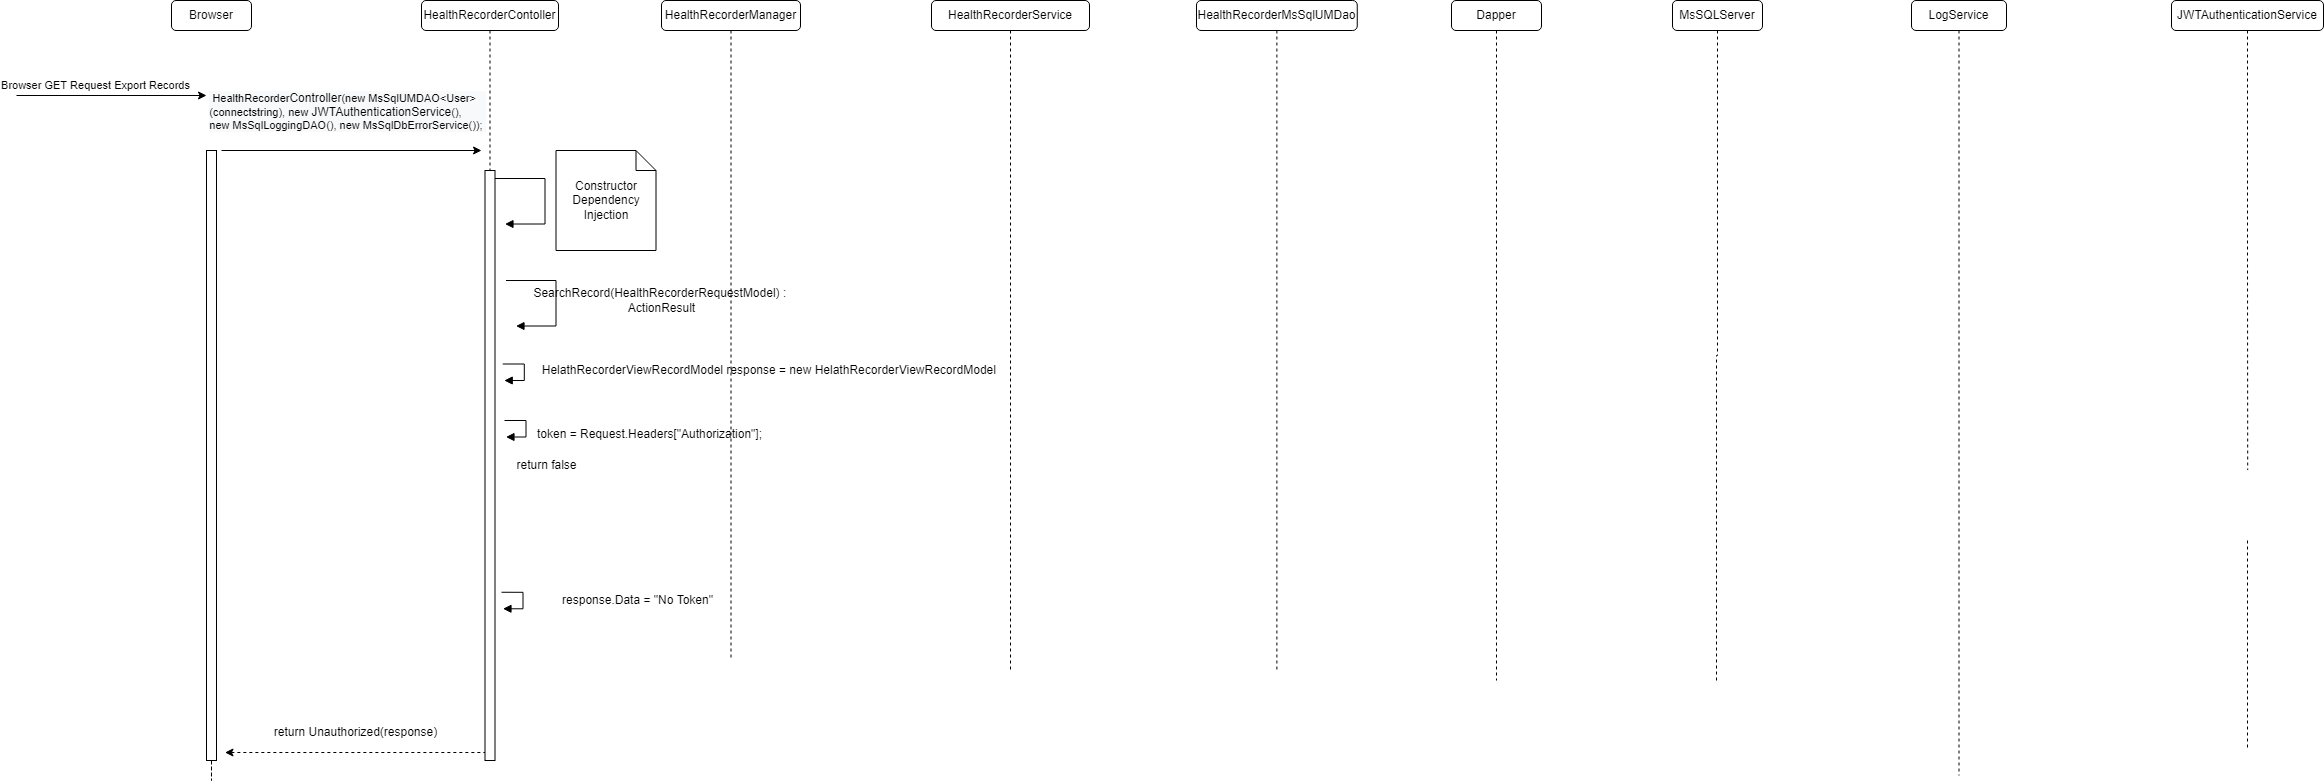 Browser
HealthRecorderContoller
HealthRecorderManager
HealthRecorderService
HealthRecorderMsSqlUMDao
Dapper
MsSQLServer
LogService
JWTAuthenticationService
Browser GET Request Export Records
HealthRecorderController(new MsSqlUMDAO<User>
(connectstring), new JWTAuthenticationService(),
new MsSqlLoggingDAO(), new MsSqlDbErrorService());
Constructor
Dependency
Injection
SearchRecord(HealthRecorderRequestModel) :
ActionResult
HelathRecorderViewRecordModel response = new HelathRecorderViewRecordModel
token = Request.Headers["Authorization"];
return false
response.Data = "No Token"
return Unauthorized(response)